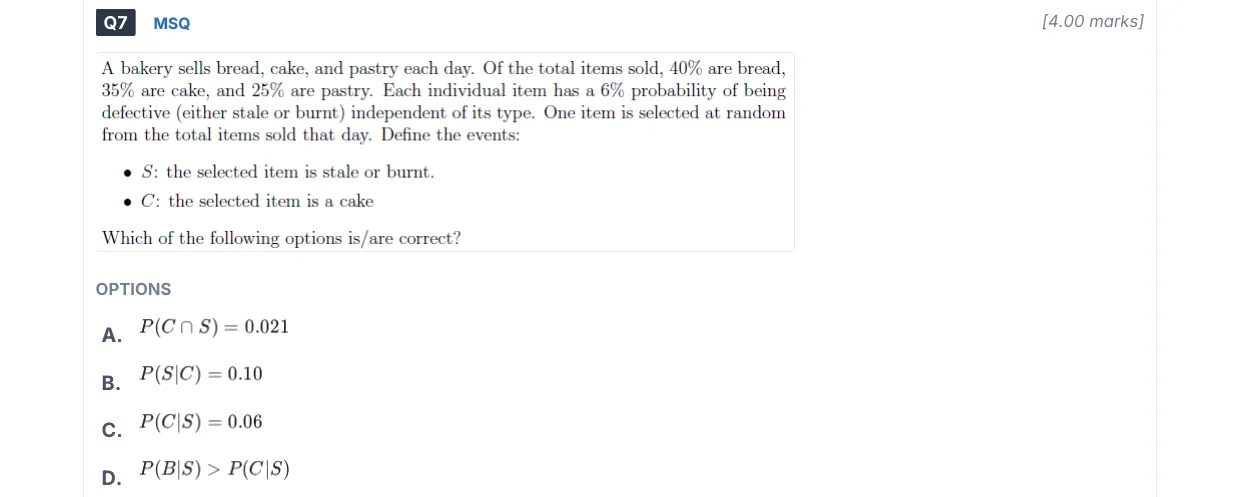 Q7 MSQ [4.00 marks]
A bakery sells bread, cake, and pastry each day. Of the total items sold, 40% are bread,
35% are cake, and 25% are pastry. Each individual item has a 6% probability of being
defective (either stale or burnt) independent of its type. One item is selected at random
from the total items sold that day. Define the events:
• S: the selected item is stale or burnt.
• C: the selected item is a cake
Which of the following options is/are correct?
OPTIONS
A. P(C ∩ S) = 0.021
B. P(S|C) = 0.10
C. P(C|S) = 0.06
D. P(B|S) > P(C|S)